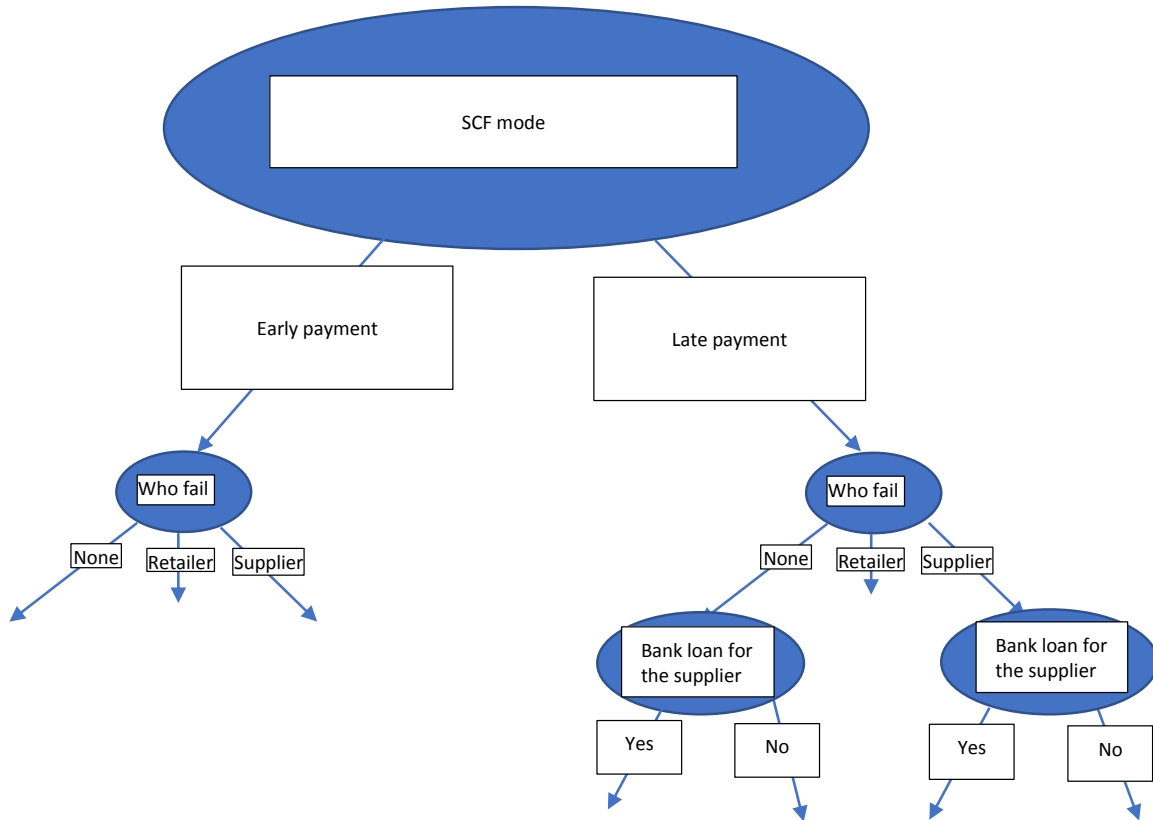 SCF mode
Early payment
Late payment
Who fail
Who fail
None
Retailer
Supplier
None
Retailer
Supplier
Bank loan for
the supplier
Bank loan for
the supplier
Yes
No
Yes
No